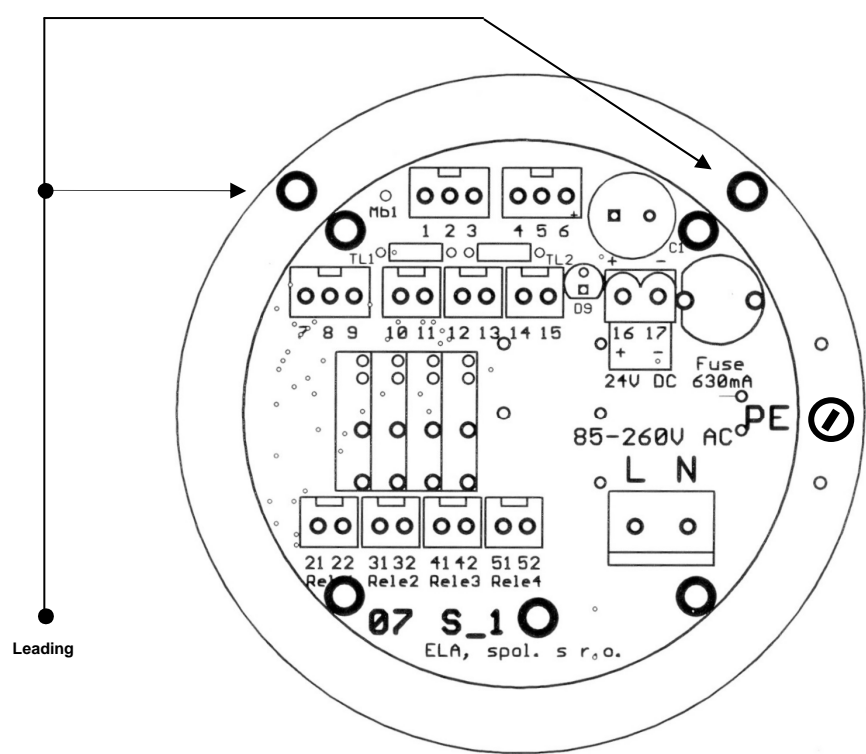 Mb1
1 2 3
4 5 6
+
C1
TL1
TL2
+ -
7 8 9
10 11
12 13
14 15
D9
16 17
+ -
24V DC
Fuse
630mA
PE
85-260V AC
L N
21 22
31 32
41 42
51 52
Rele2
Rele3
Rele4
07 S_1
ELA, spol. s r.o.
Leading